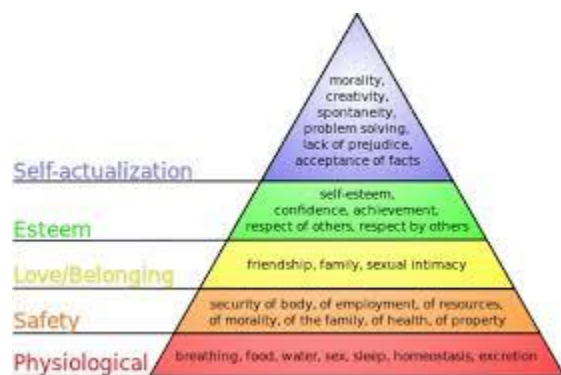 morality,
creativity,
spontaneity,
problem solving,
lack of prejudice,
acceptance of facts
Self-actualization
self-esteem,
confidence, achievement,
respect of others, respect by others
Esteem
friendship, family, sexual intimacy
Love/Belonging
security of body, of employment, of resources,
of morality, of the family, of health, of property
Safety
breathing, food, water, sex, sleep, homeostasis, excretion
Physiological